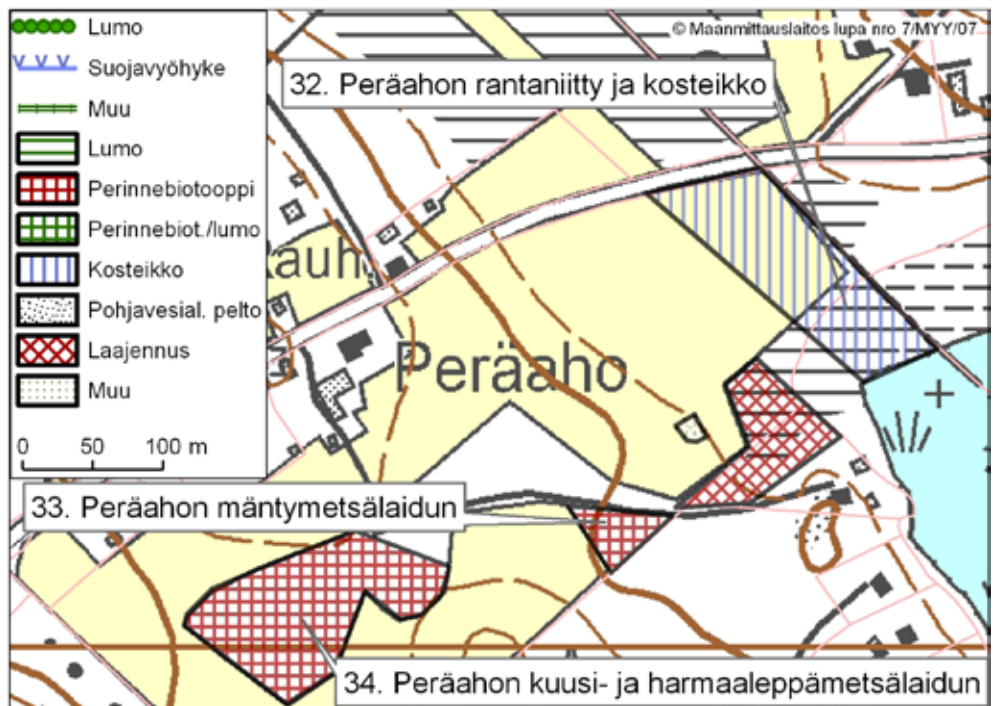 Lumo
Suojavyöhyke
Muu
Lumo
Perinnebiotooppi
Perinnebiot./lumo
Kosteikko
Pohjavesial. pelto
Laajennus
Muu
0 50 100 m
© Maanmittauslaitos lupa nro 7/MYY/07
32. Peräahon rantaniitty ja kosteikko
Peräaho
33. Peräahon mäntymetsälaidun
34. Peräahon kuusi- ja harmaaleppämetsälaidun